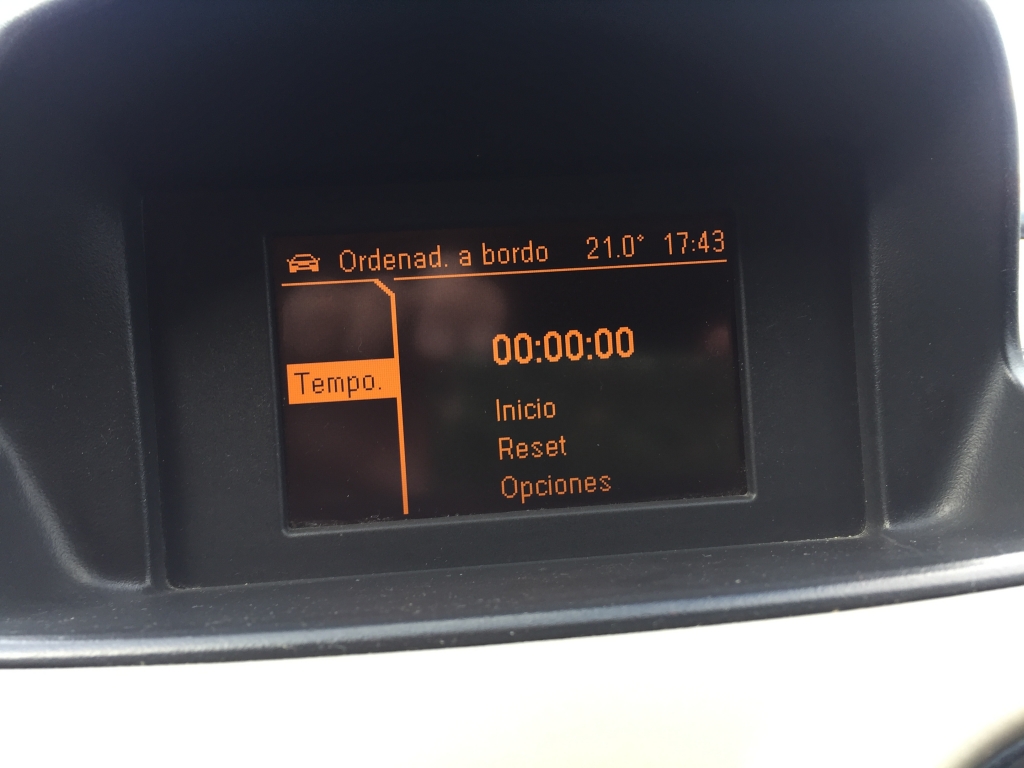 Ordenad. a bordo 21.0° 17:43
00:00:00
Tempo.
Inicio
Reset
Opciones